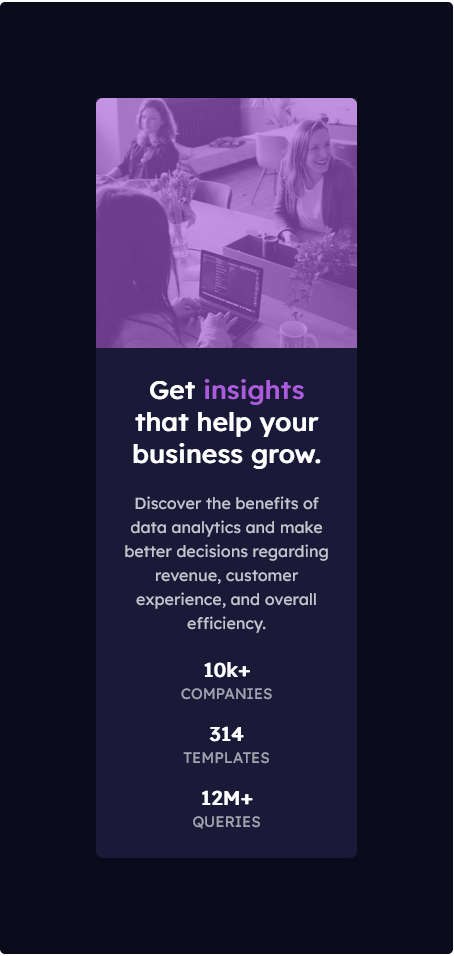 Get insights
that help your
business grow.
Discover the benefits of
data analytics and make
better decisions regarding
revenue, customer
experience, and overall
efficiency.
10k+
COMPANIES
314
TEMPLATES
12M+
QUERIES